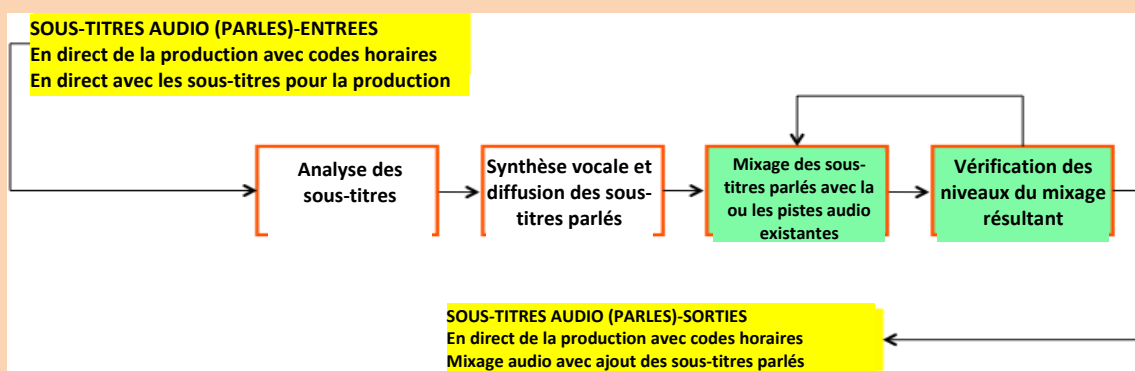 SOUS-TITRES AUDIO (PARLES)-ENTREES
En direct de la production avec codes horaires
En direct avec les sous-titres pour la production
Analyse des
sous-titres
Synthèse vocale et
diffusion des sous-
titres parlés
Mixage des sous-
titres parlés avec la
ou les pistes audio
existantes
Vérification des
niveaux du mixage
résultant
SOUS-TITRES AUDIO (PARLES)-SORTIES
En direct de la production avec codes horaires
Mixage audio avec ajout des sous-titres parlés